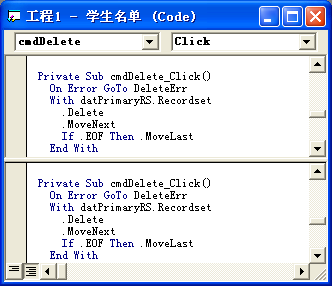 工程1 - 学生名单 (Code)
cmdDelete Click
Private Sub cmdDelete_Click()
On Error GoTo DeleteErr
With datPrimaryRS.Recordset
.Delete
.MoveNext
If .EOF Then .MoveLast
End With
Private Sub cmdDelete_Click()
On Error GoTo DeleteErr
With datPrimaryRS.Recordset
.Delete
.MoveNext
If .EOF Then .MoveLast
End With